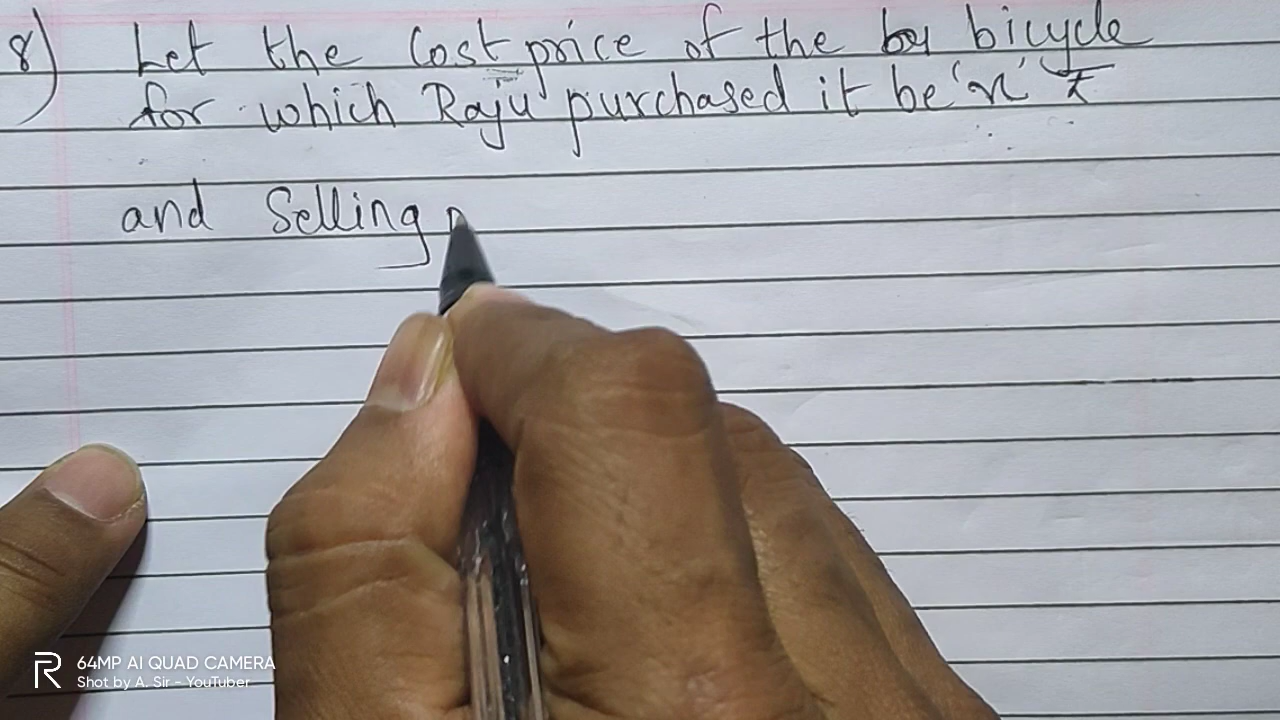 8) Let the Cost price of the bicycle
for which Raju purchased it be 'x' ₹
and Selling
64MP AI QUAD CAMERA
Shot by A. Sir - YouTuber